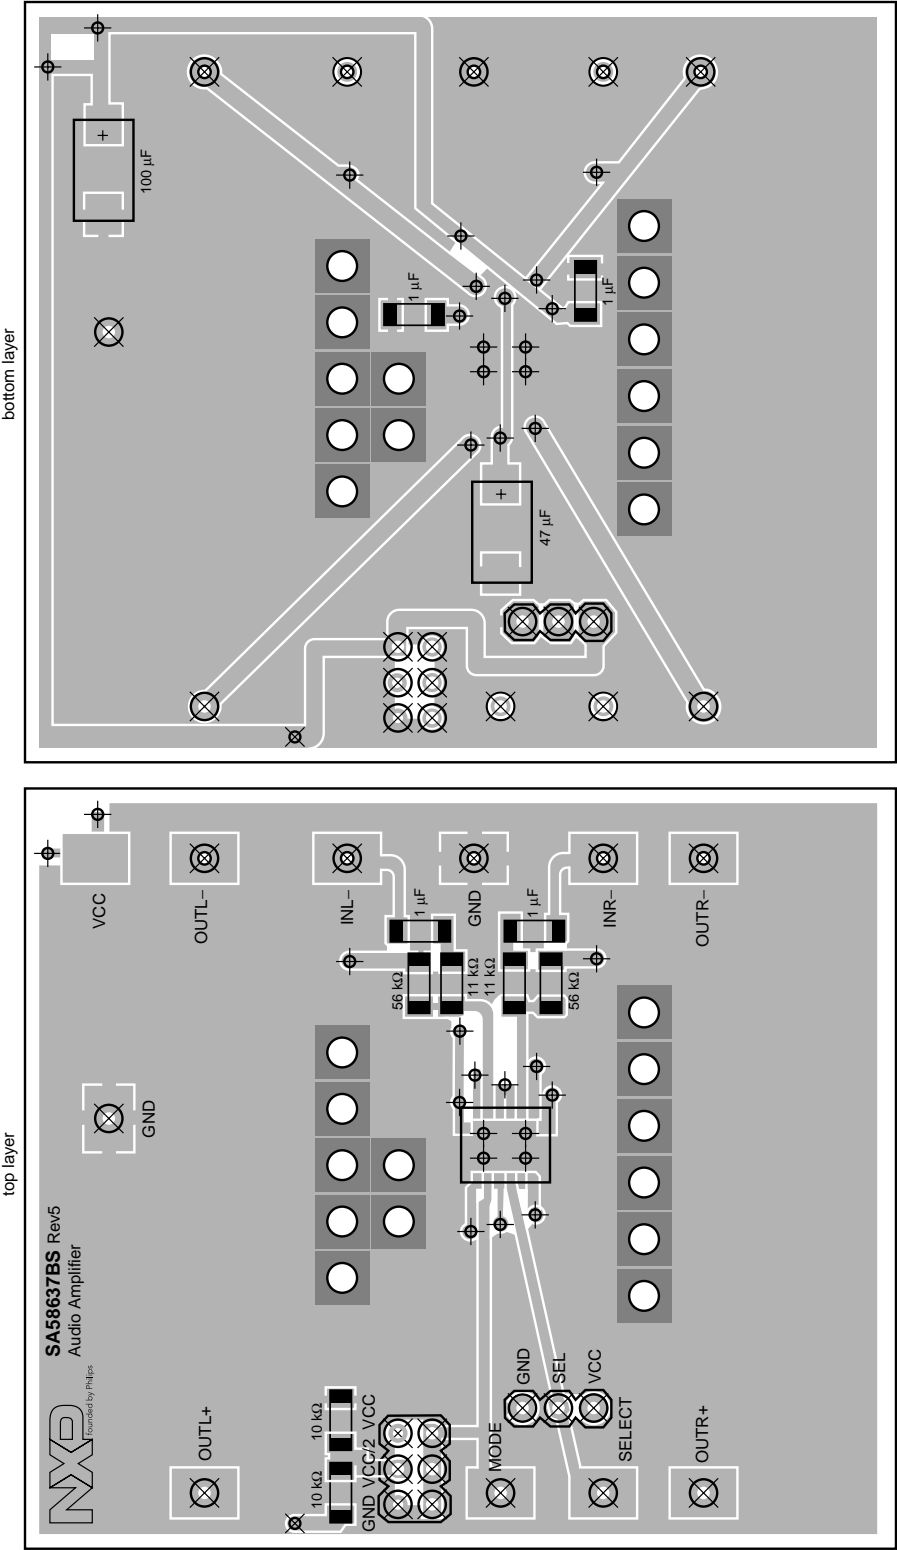 bottom layer
+
100 μF
1 μF
1 μF
+
47 μF
top layer
VCC
OUTL−
INL−
GND
INR−
OUTR−
1 μF
1 μF
56 kΩ
11 kΩ
11 kΩ
56 kΩ
GND
SA58637BS Rev5
Audio Amplifier
NXP
founded by Philips
OUTL+
10 kΩ
10 kΩ
GND VCC/2 VCC
MODE
GND
SEL
VCC
SELECT
OUTR+